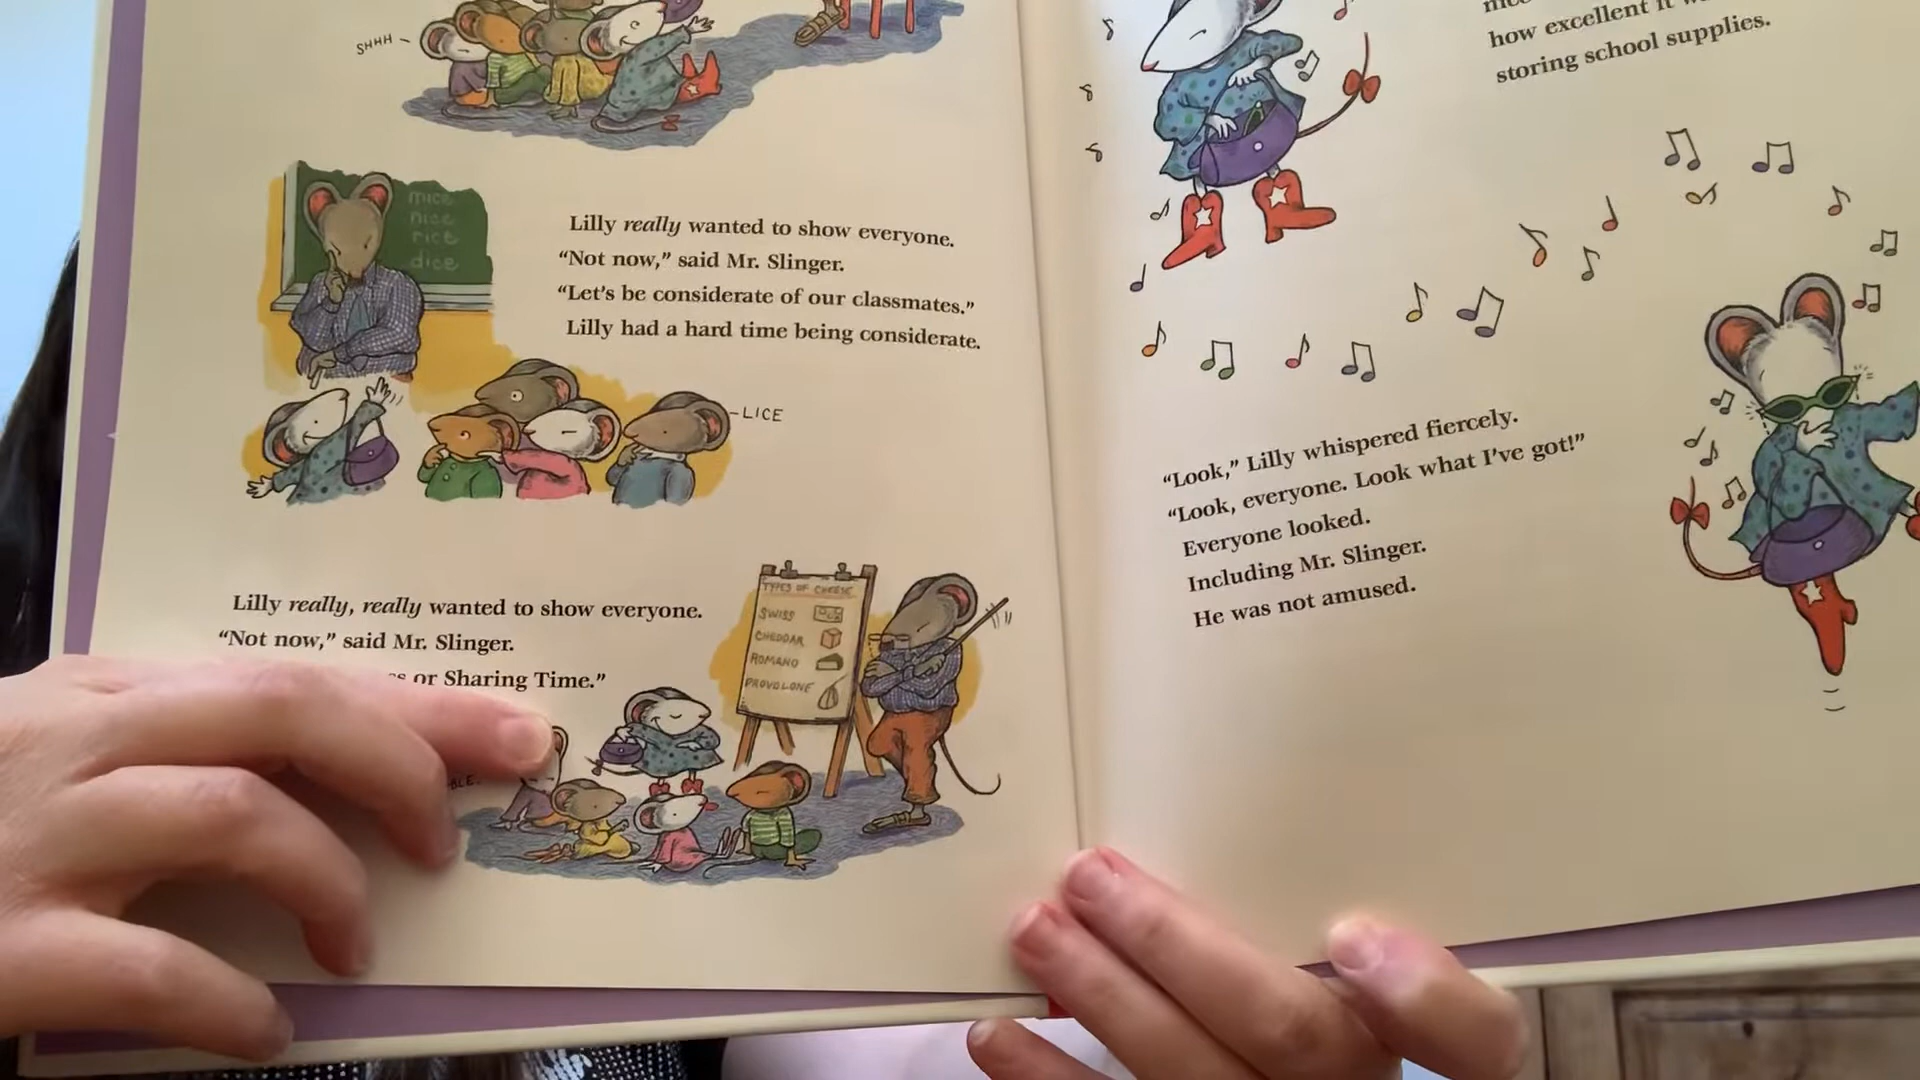 SHHH
mice
nice
rice
dice
Lilly really wanted to show everyone.
“Not now,” said Mr. Slinger.
“Let’s be considerate of our classmates.”
Lilly had a hard time being considerate.
LICE
Lilly really, really wanted to show everyone.
“Not now,” said Mr. Slinger.
or Sharing Time.”
TYPES OF CHEESE
SWISS
CHEDDAR
ROMANO
PROVOLONE
how excellent it
storing school supplies.
“Look,” Lilly whispered fiercely.
“Look, everyone. Look what I’ve got!”
Everyone looked.
Including Mr. Slinger.
He was not amused.